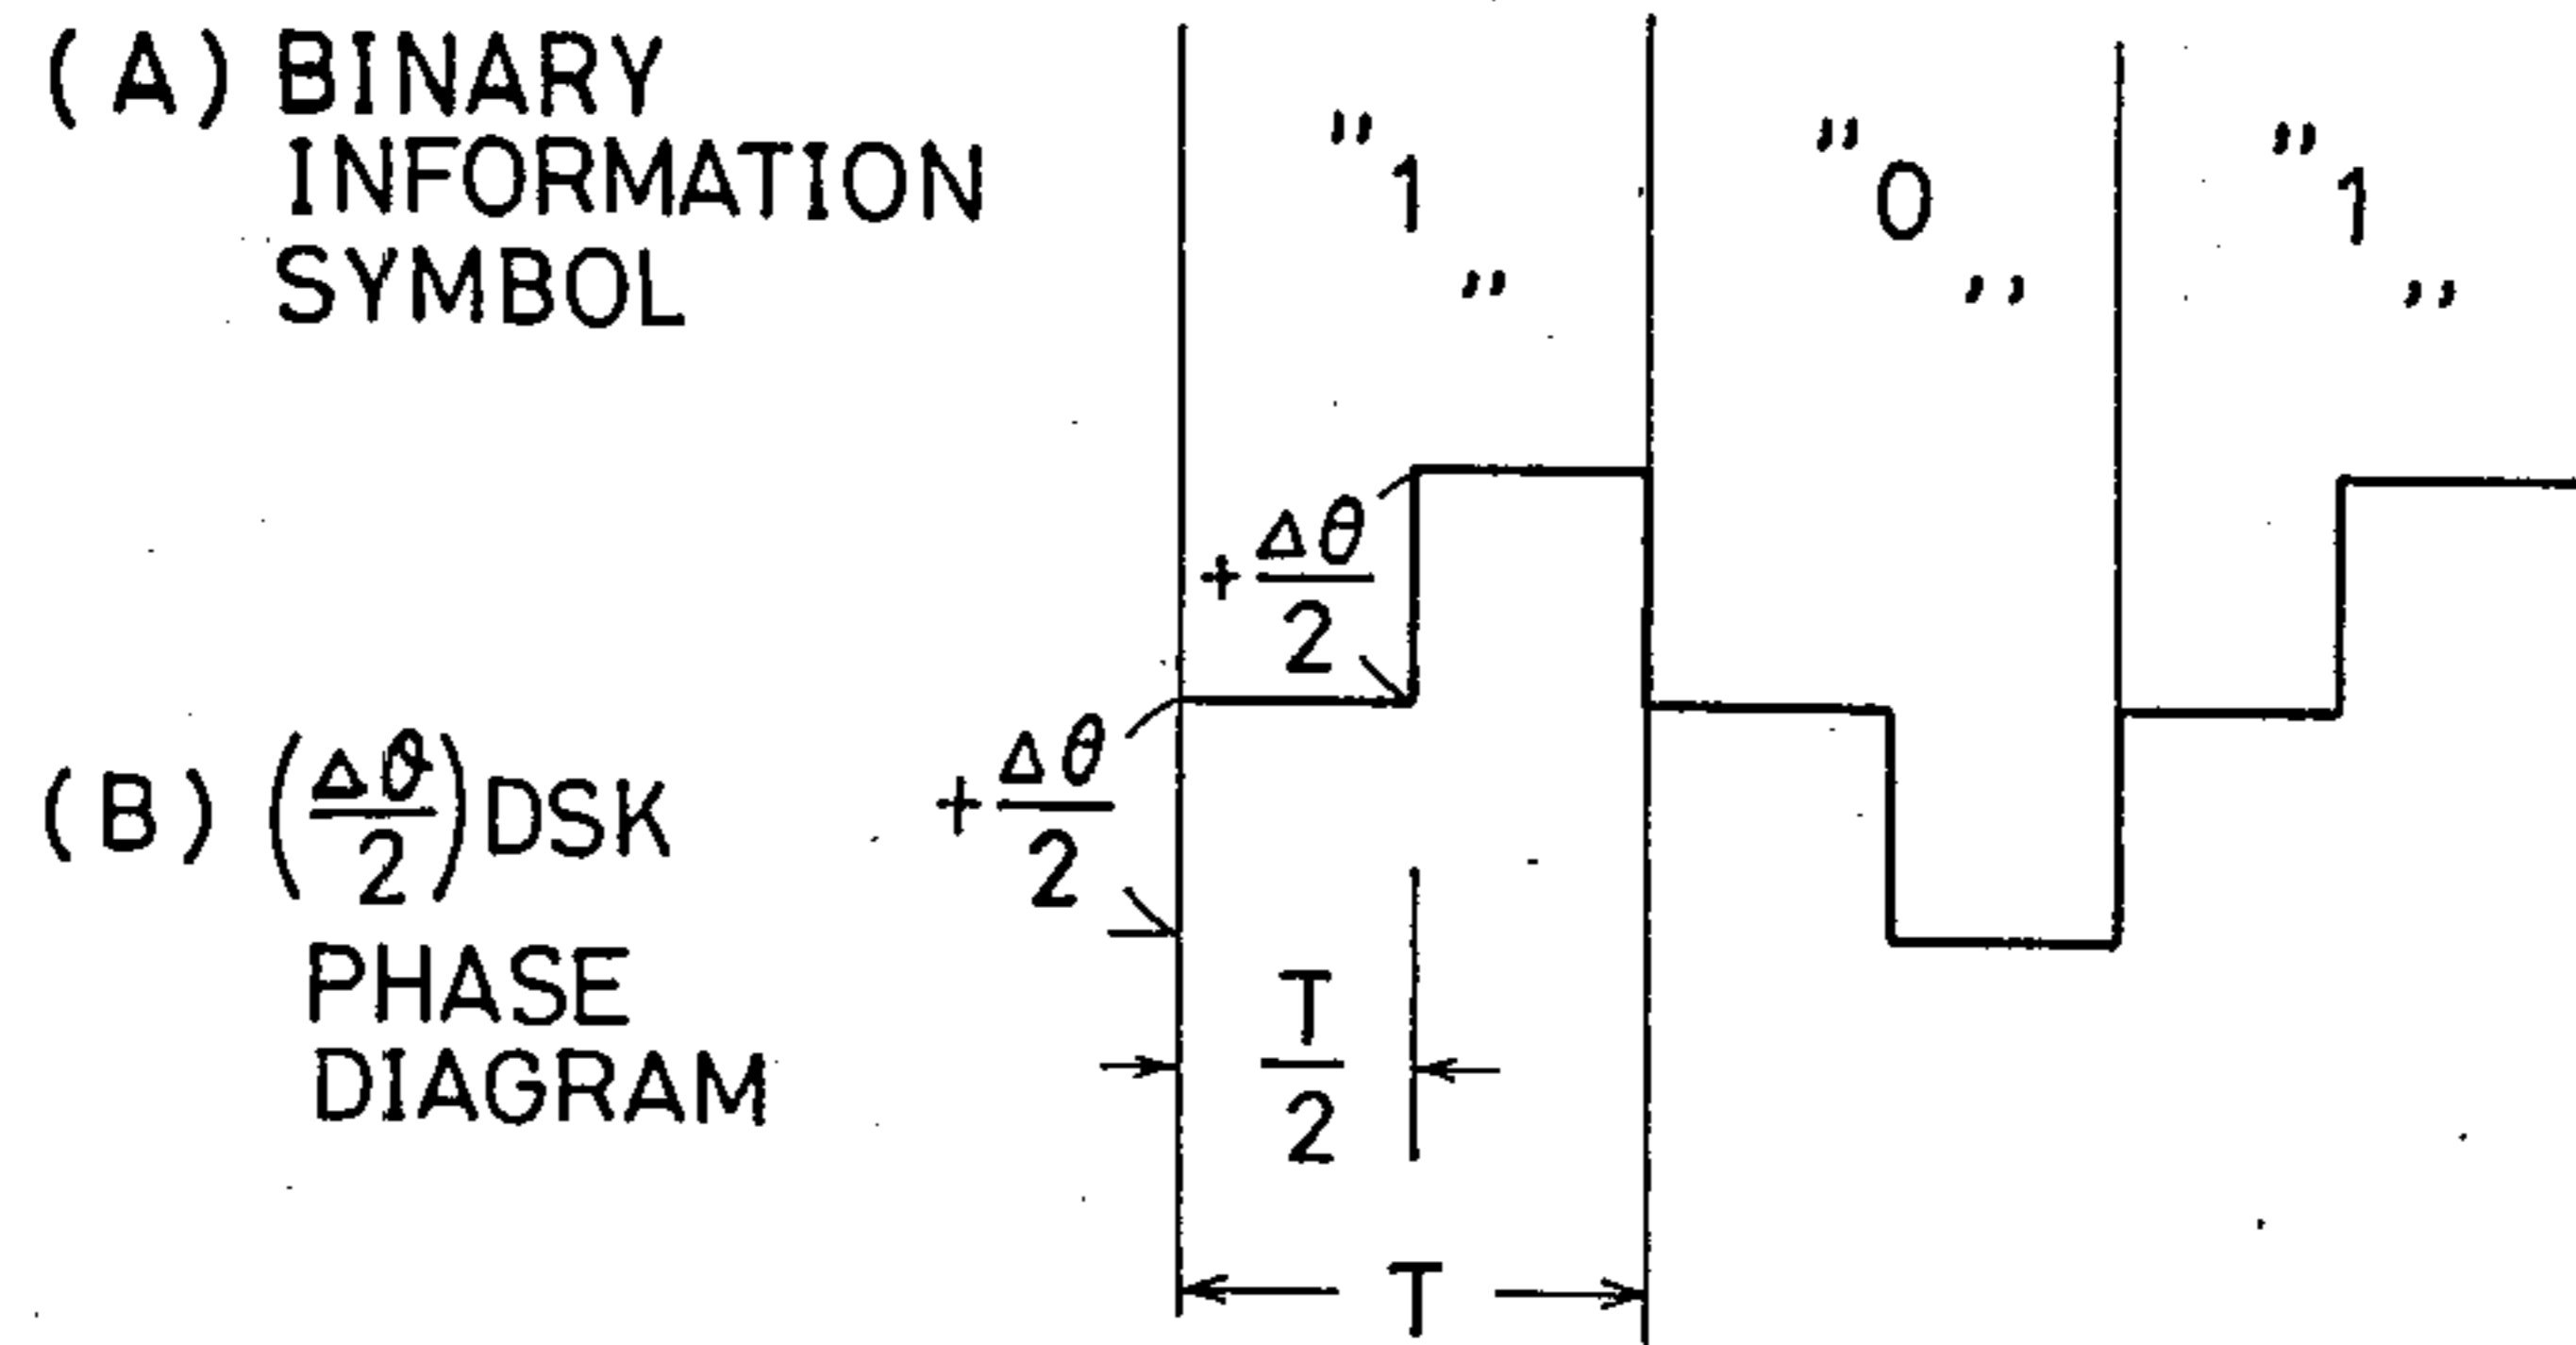 (A) BINARY
INFORMATION
SYMBOL
"1"
"0"
"1"
+Δθ/2
+Δθ/2
(B) (Δθ/2)DSK
PHASE
DIAGRAM
T/2
T